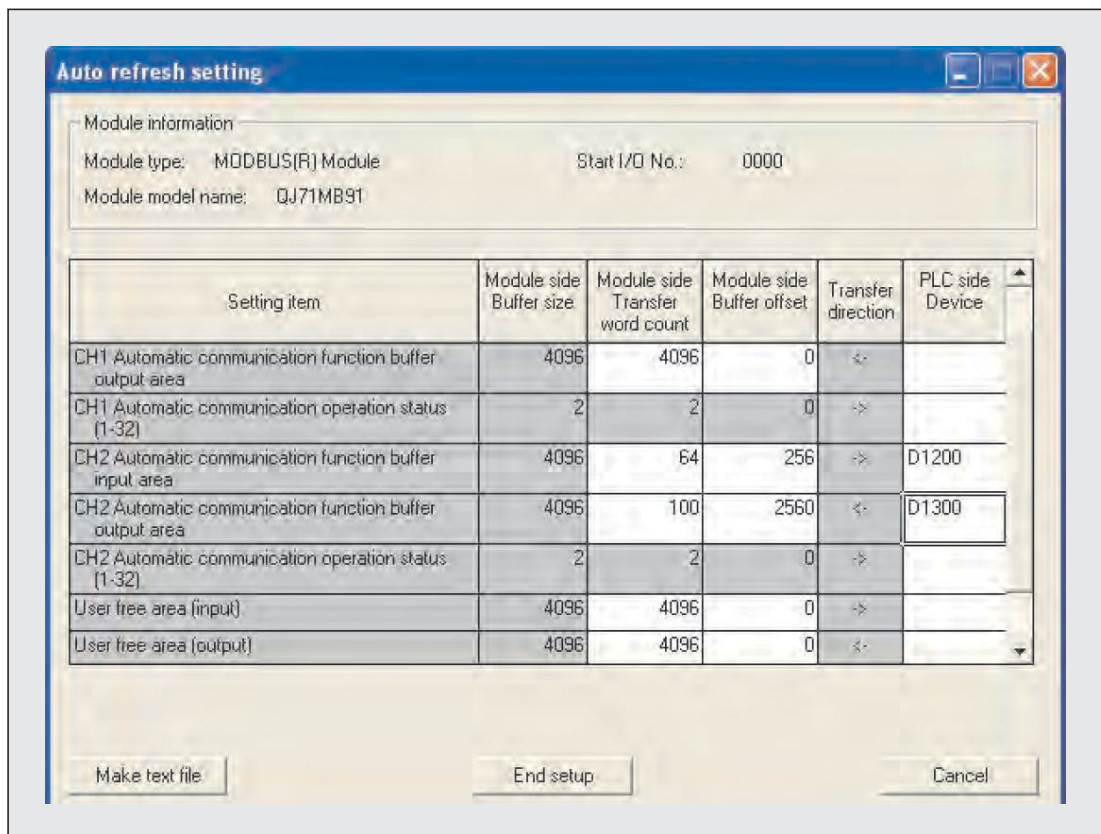 Auto refresh setting
Module information
Module type: MODBUS(R) Module Start I/O No.: 0000
Module model name: QJ71MB91
Setting item Module side Buffer size Module side Transfer word count Module side Buffer offset Transfer direction PLC side Device
CH1 Automatic communication function buffer output area 4096 4096 0 <-
CH1 Automatic communication operation status (1-32) 2 2 0 ->
CH2 Automatic communication function buffer input area 4096 64 256 -> D1200
CH2 Automatic communication function buffer output area 4096 100 2560 <- D1300
CH2 Automatic communication operation status (1-32) 2 2 0 ->
User free area (input) 4096 4096 0 ->
User free area (output) 4096 4096 0 <-
Make text file End setup Cancel